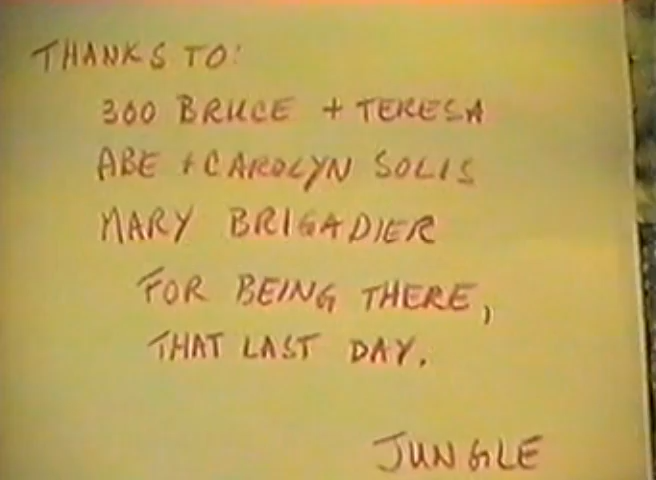 THANKS TO:
300 BRUCE + TERESA
ABE + CAROLYN SOLIS
MARY BRIGADIER
FOR BEING THERE,
THAT LAST DAY.
JUNGLE